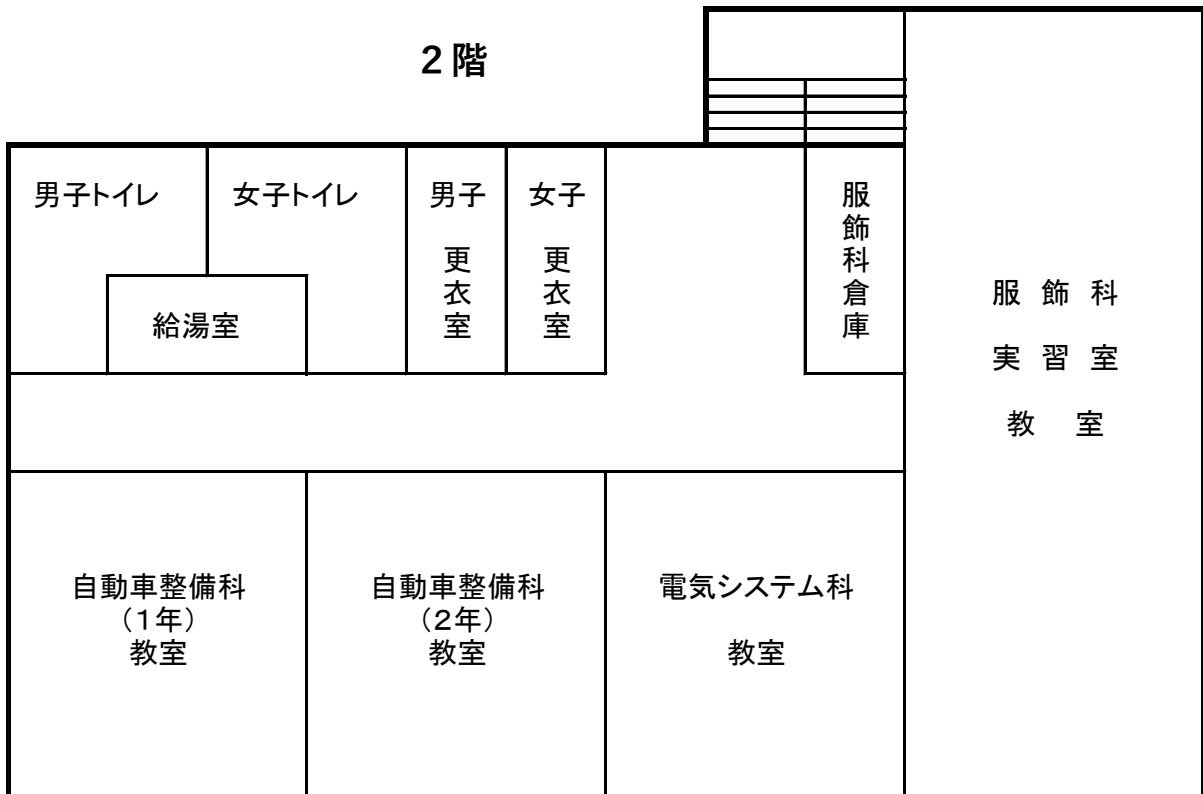 2階
男子トイレ
女子トイレ
男子
更衣室
女子
更衣室
服飾科倉庫
給湯室
服飾科
実習室
教室
自動車整備科
(1年)
教室
自動車整備科
(2年)
教室
電気システム科
教室